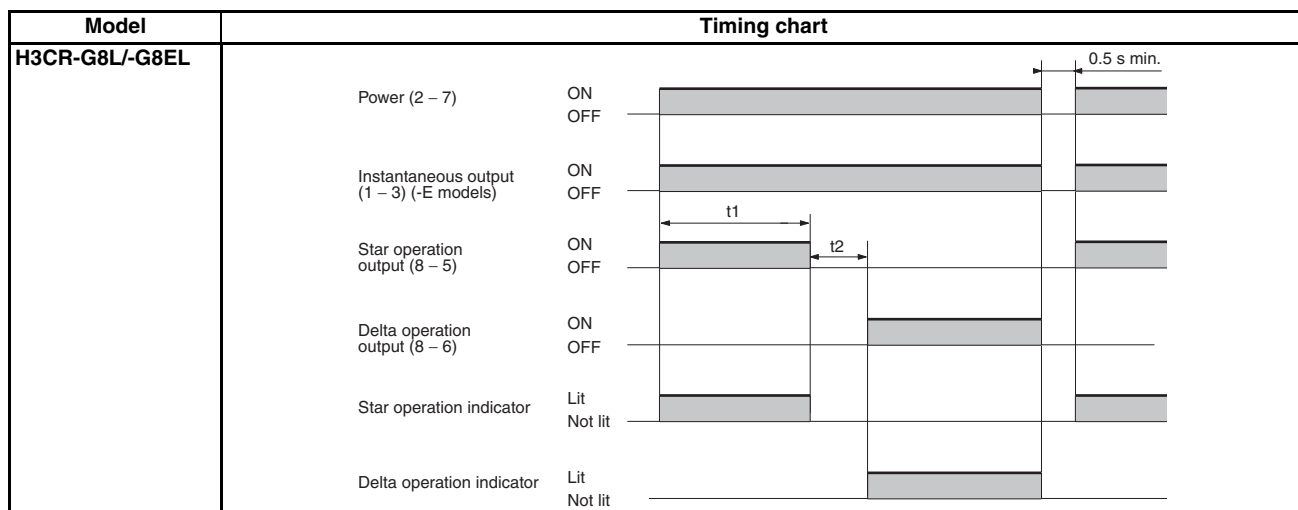 Model Timing chart
H3CR-G8L/-G8EL
0.5 s min.
Power (2 − 7) ON
OFF
Instantaneous output ON
(1 − 3) (-E models) OFF
t1
Star operation ON
output (8 − 5) OFF
t2
Delta operation ON
output (8 − 6) OFF
Star operation indicator Lit
Not lit
Delta operation indicator Lit
Not lit